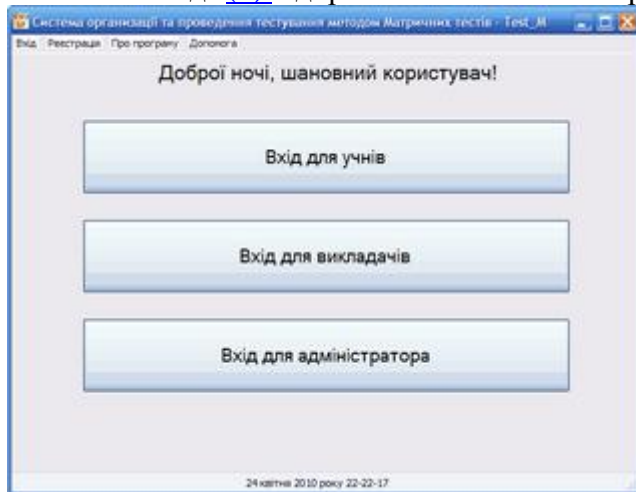 Система организації та проведення тестування методом Матричних тестів - Test_M
Вхід Реєстрація Про програму Допомога
Доброї ночі, шановний користувач!
Вхід для учнів
Вхід для викладачів
Вхід для адміністратора
24 квітня 2010 року 22-22-17